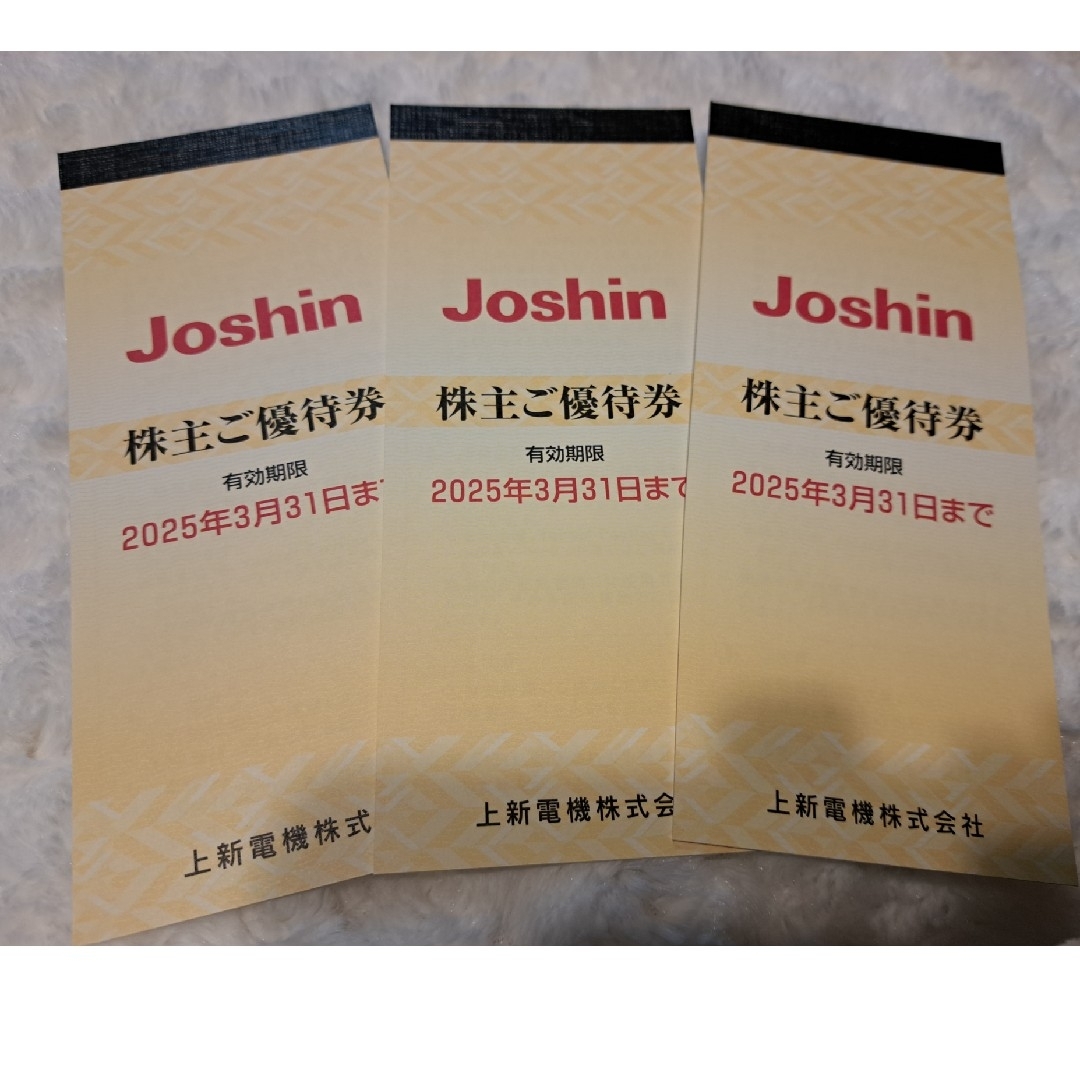 Joshin
株主ご優待券
有効期限
2025年3月31日まで
上新電機株式
Joshin
株主ご優待券
有効期限
2025年3月31日まで
上新電機株式会
Joshin
株主ご優待券
有効期限
2025年3月31日まで
上新電機株式会社